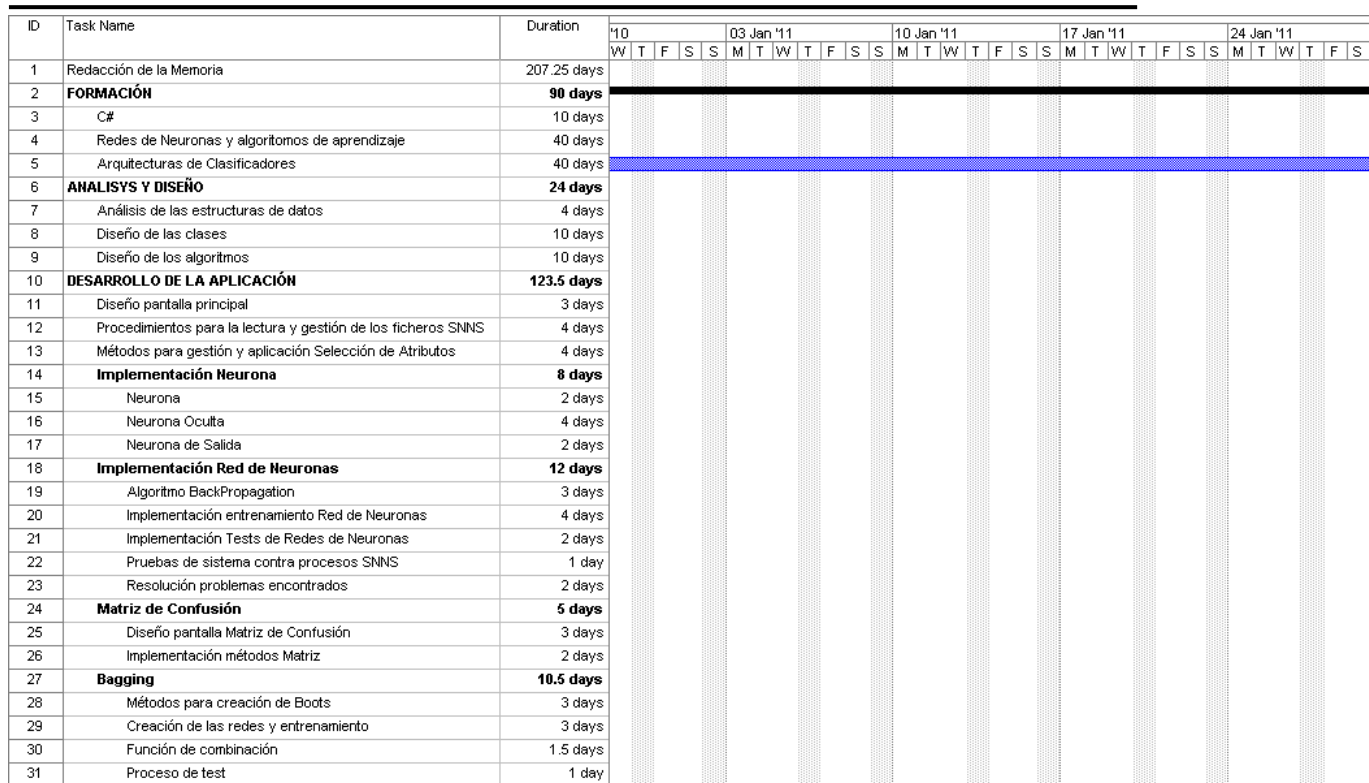 ID Task Name Duration '10 03 Jan '11 10 Jan '11 17 Jan '11 24 Jan '11
W T F S S M T W T F S S M T W T F S S M T W T F S S M T W T F S
1 Redacción de la Memoria 207.25 days
2 FORMACIÓN 90 days
3 C# 10 days
4 Redes de Neuronas y algoritomos de aprendizaje 40 days
5 Arquitecturas de Clasificadores 40 days
6 ANALISYS Y DISEÑO 24 days
7 Análisis de las estructuras de datos 4 days
8 Diseño de las clases 10 days
9 Diseño de los algoritmos 10 days
10 DESARROLLO DE LA APLICACIÓN 123.5 days
11 Diseño pantalla principal 3 days
12 Procedimientos para la lectura y gestión de los ficheros SNNS 4 days
13 Métodos para gestión y aplicación Selección de Atributos 4 days
14 Implementación Neurona 8 days
15 Neurona 2 days
16 Neurona Oculta 4 days
17 Neurona de Salida 2 days
18 Implementación Red de Neuronas 12 days
19 Algoritmo BackPropagation 3 days
20 Implementación entrenamiento Red de Neuronas 4 days
21 Implementación Tests de Redes de Neuronas 2 days
22 Pruebas de sistema contra procesos SNNS 1 day
23 Resolución problemas encontrados 2 days
24 Matriz de Confusión 5 days
25 Diseño pantalla Matriz de Confusión 3 days
26 Implementación métodos Matriz 2 days
27 Bagging 10.5 days
28 Métodos para creación de Boots 3 days
29 Creación de las redes y entrenamiento 3 days
30 Función de combinación 1.5 days
31 Proceso de test 1 day